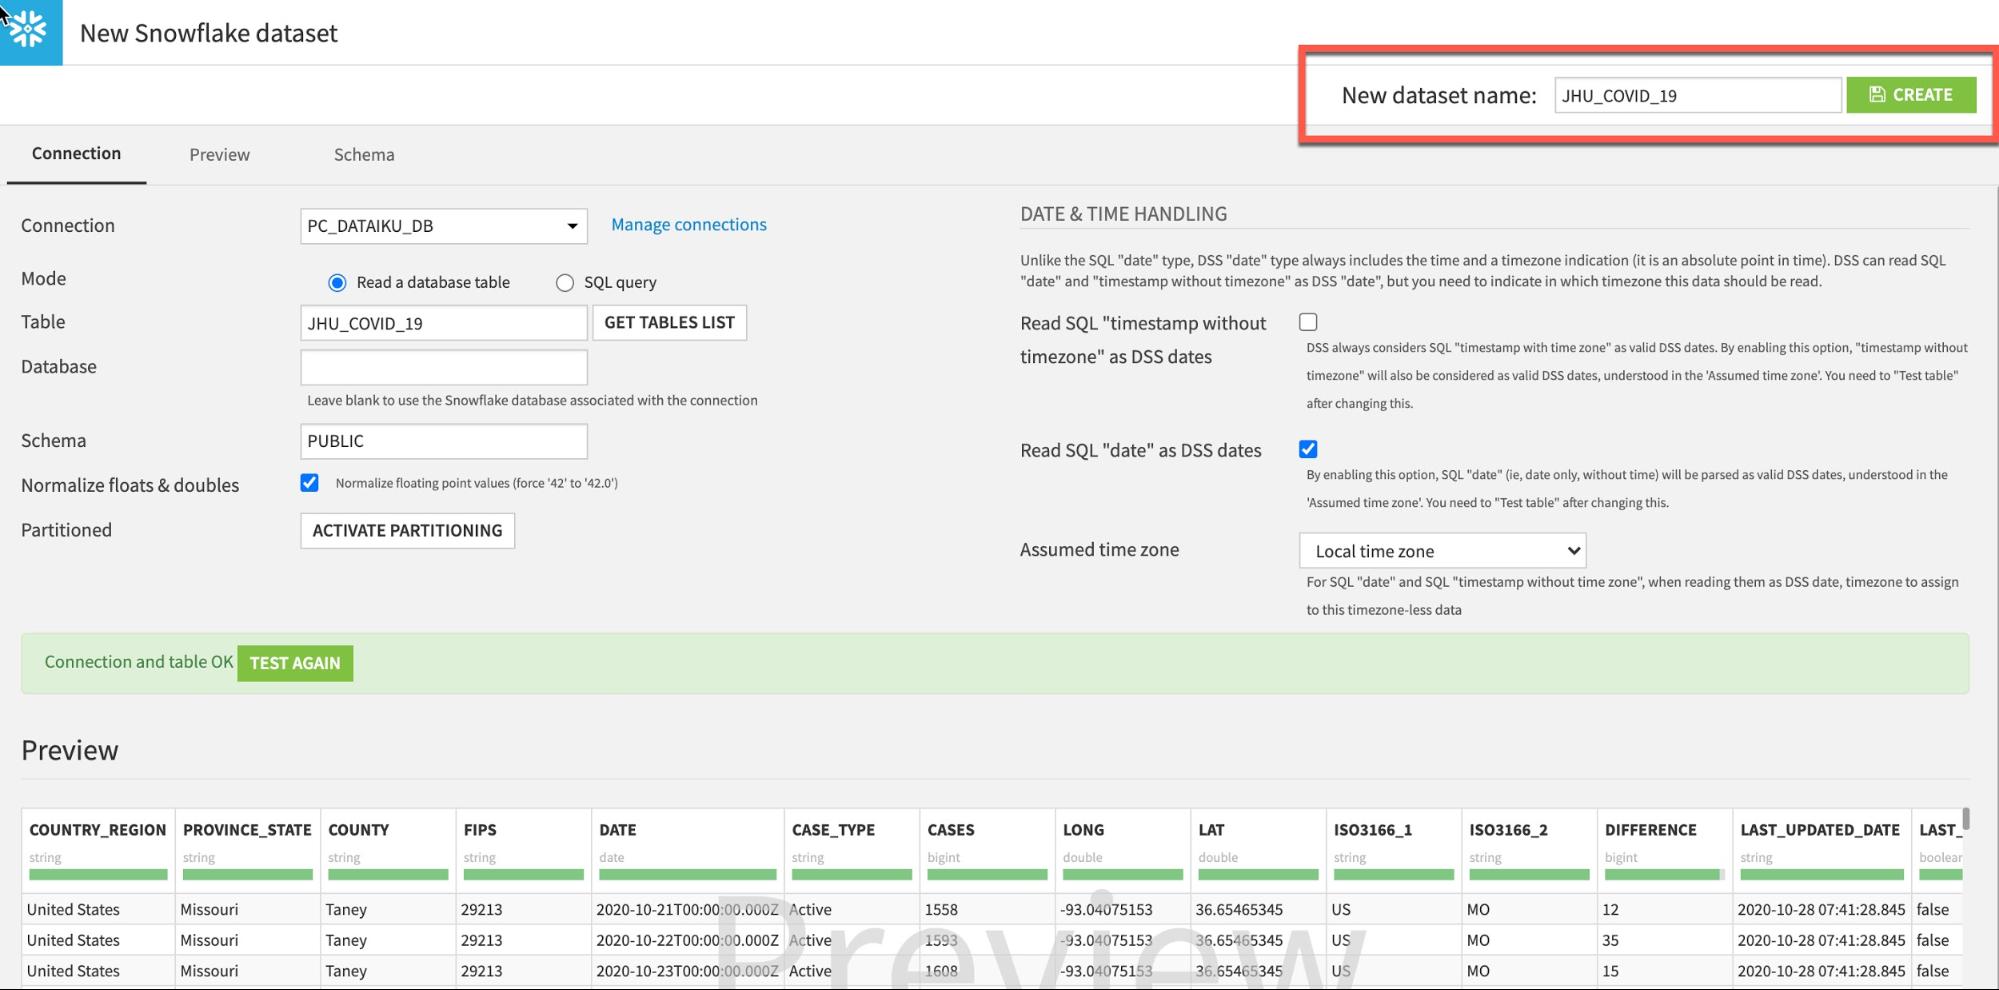 New Snowflake dataset
New dataset name: JHU_COVID_19 CREATE
Connection Preview Schema
Connection PC_DATAIKU_DB Manage connections
Mode Read a database table SQL query
Table JHU_COVID_19 GET TABLES LIST
Database
Leave blank to use the Snowflake database associated with the connection
Schema PUBLIC
Normalize floats & doubles Normalize floating point values (force '42' to '42.0')
Partitioned ACTIVATE PARTITIONING
DATE & TIME HANDLING
Unlike the SQL "date" type, DSS "date" type always includes the time and a timezone indication (it is an absolute point in time). DSS can read SQL
"date" and "timestamp without timezone" as DSS "date", but you need to indicate in which timezone this data should be read.
Read SQL "timestamp without
timezone" as DSS dates
DSS always considers SQL "timestamp with time zone" as valid DSS dates. By enabling this option, "timestamp without
timezone" will also be considered as valid DSS dates, understood in the 'Assumed time zone'. You need to "Test table"
after changing this.
Read SQL "date" as DSS dates
By enabling this option, SQL "date" (ie, date only, without time) will be parsed as valid DSS dates, understood in the
'Assumed time zone'. You need to "Test table" after changing this.
Assumed time zone Local time zone
For SQL "date" and SQL "timestamp without time zone", when reading them as DSS date, timezone to assign
to this timezone-less data
Connection and table OK TEST AGAIN
Preview
COUNTRY_REGION PROVINCE_STATE COUNTY FIPS DATE CASE_TYPE CASES LONG LAT ISO3166_1 ISO3166_2 DIFFERENCE LAST_UPDATED_DATE LAST_
string string string string date string bigint double double string string bigint string boolean
United States Missouri Taney 29213 2020-10-21T00:00:00.000Z Active 1558 -93.04075153 36.65465345 US MO 12 2020-10-28 07:41:28.845 false
United States Missouri Taney 29213 2020-10-22T00:00:00.000Z Active 1593 -93.04075153 36.65465345 US MO 35 2020-10-28 07:41:28.845 false
United States Missouri Taney 29213 2020-10-23T00:00:00.000Z Active 1608 -93.04075153 36.65465345 US MO 15 2020-10-28 07:41:28.845 false
Preview